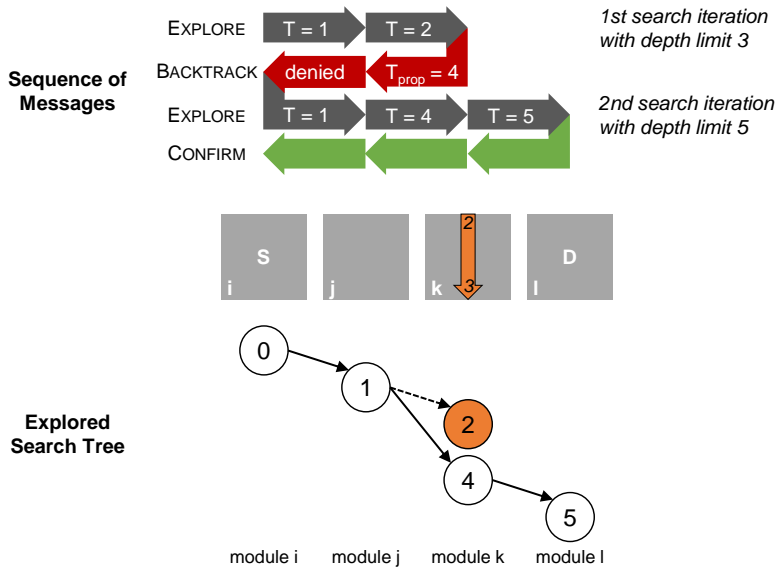 EXPLORE
T = 1
T = 2
1st search iteration
with depth limit 3
Sequence of
Messages
BACKTRACK
denied
Tprop = 4
EXPLORE
T = 1
T = 4
T = 5
2nd search iteration
with depth limit 5
CONFIRM
S
i
j
2
3
k
D
l
0
1
2
4
5
Explored
Search Tree
module i
module j
module k
module l